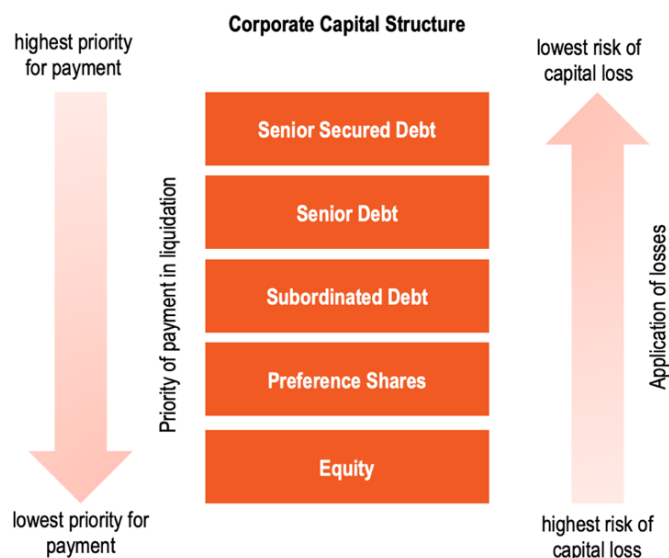 Corporate Capital Structure
highest priority
for payment
lowest risk of
capital loss
Senior Secured Debt
Senior Debt
Subordinated Debt
Preference Shares
Equity
Priority of payment in liquidation
Application of losses
lowest priority for
payment
highest risk of
capital loss